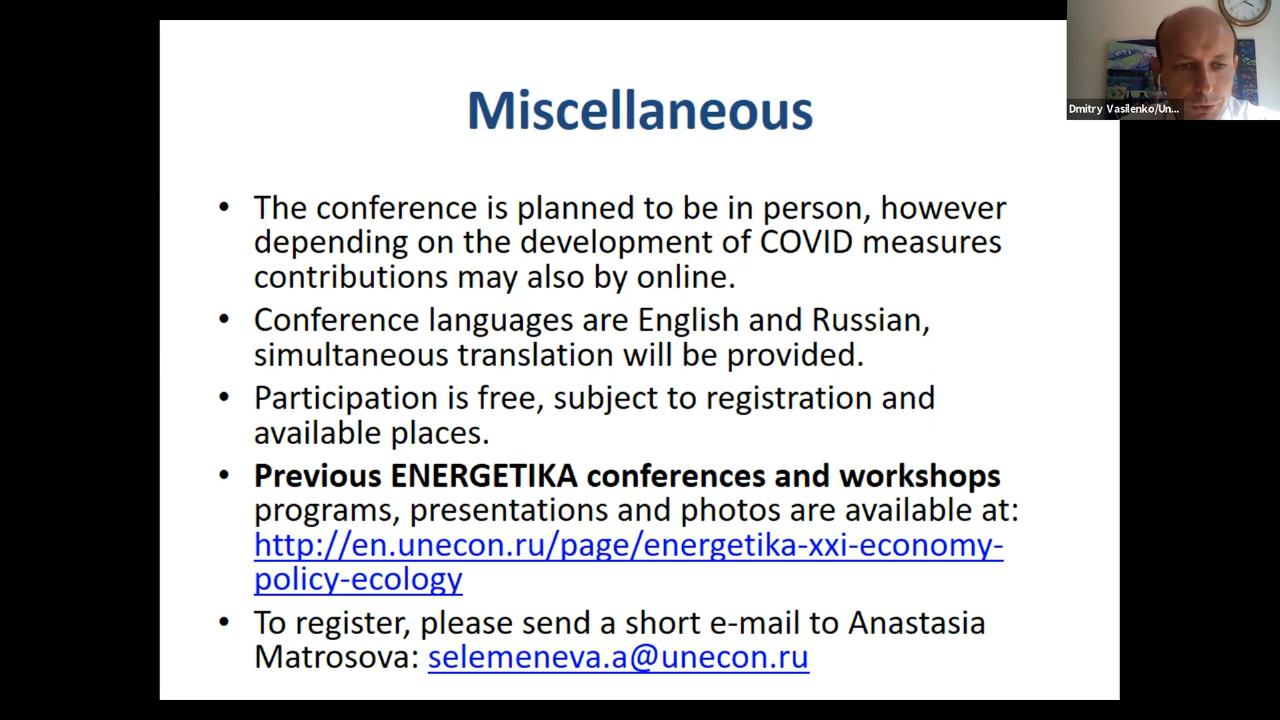 Miscellaneous
Dmitry Vasilenko/Un...
• The conference is planned to be in person, however
depending on the development of COVID measures
contributions may also by online.
• Conference languages are English and Russian,
simultaneous translation will be provided.
• Participation is free, subject to registration and
available places.
• Previous ENERGETIKA conferences and workshops
programs, presentations and photos are available at:
http://en.unecon.ru/page/energetika-xxi-economy-
policy-ecology
• To register, please send a short e-mail to Anastasia
Matrosova: selemeneva.a@unecon.ru